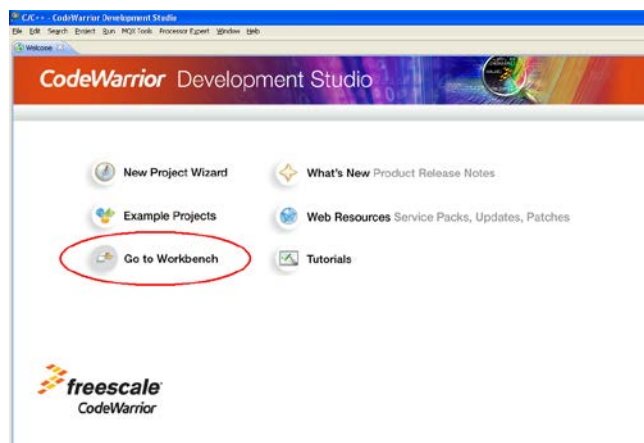 C/C++ - CodeWarrior Development Studio
File Edit Search Project Run MQX Tools Processor Expert Window Help
Welcome
CodeWarrior Development Studio
New Project Wizard
What's New Product Release Notes
Example Projects
Web Resources Service Packs, Updates, Patches
Go to Workbench
Tutorials
freescale
CodeWarrior